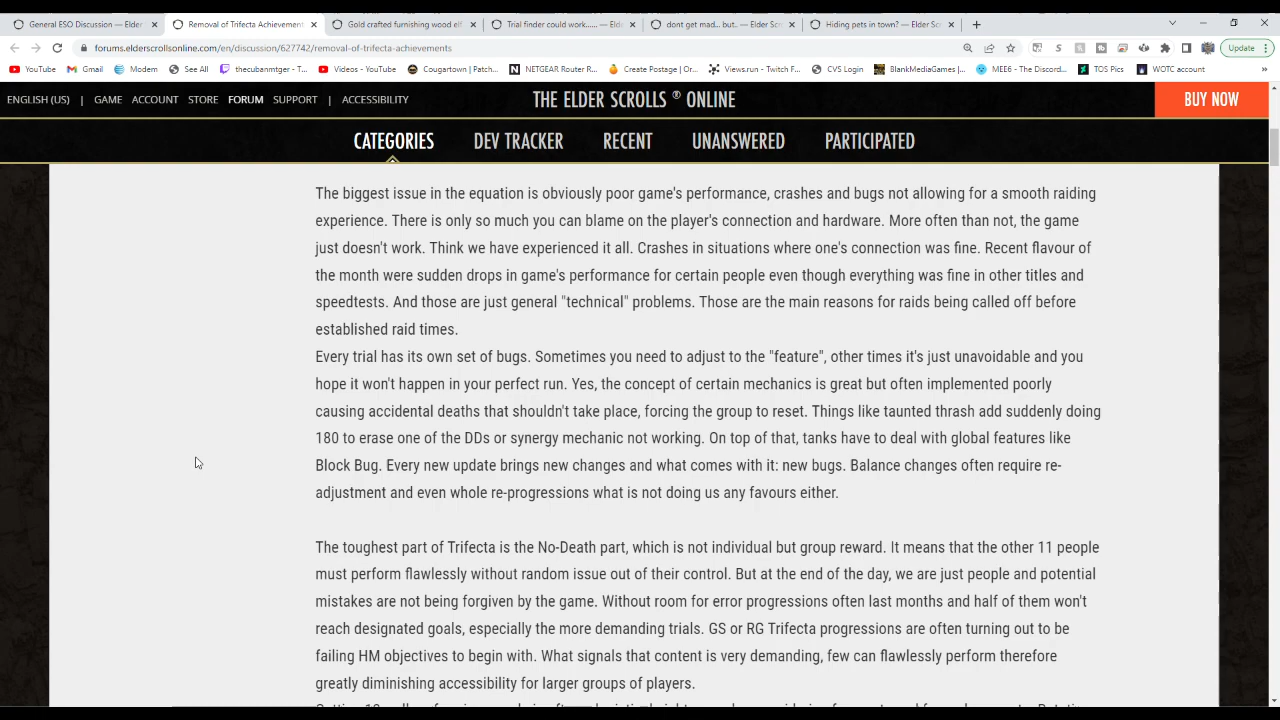 General ESO Discussion — Elder
Removal of Trifecta Achievement
Gold crafted furnishing wood elf
Trial finder could work...... — Eld
dont get mad... but.. — Elder Scr
Hiding pets in town? — Elder Scr
forums.elderscrollsonline.com/en/discussion/627742/removal-of-trifecta-achievements
Update
YouTube
Gmail
Modem
See All
thecubanmtger - T...
Videos - YouTube
Cougartown | Patch...
NETGEAR Router R...
Create Postage | Or...
Views.run - Twitch F...
CVS Login
BlankMediaGames |...
MEE6 - The Discord...
TOS Pics
WOTC account
ENGLISH (US) | GAME ACCOUNT STORE FORUM SUPPORT | ACCESSIBILITY
THE ELDER SCROLLS ® ONLINE
BUY NOW
CATEGORIES DEV TRACKER RECENT UNANSWERED PARTICIPATED
The biggest issue in the equation is obviously poor game's performance, crashes and bugs not allowing for a smooth raiding
experience. There is only so much you can blame on the player's connection and hardware. More often than not, the game
just doesn't work. Think we have experienced it all. Crashes in situations where one's connection was fine. Recent flavour of
the month were sudden drops in game's performance for certain people even though everything was fine in other titles and
speedtests. And those are just general "technical" problems. Those are the main reasons for raids being called off before
established raid times.
Every trial has its own set of bugs. Sometimes you need to adjust to the "feature", other times it's just unavoidable and you
hope it won't happen in your perfect run. Yes, the concept of certain mechanics is great but often implemented poorly
causing accidental deaths that shouldn't take place, forcing the group to reset. Things like taunted thrash add suddenly doing
180 to erase one of the DDs or synergy mechanic not working. On top of that, tanks have to deal with global features like
Block Bug. Every new update brings new changes and what comes with it: new bugs. Balance changes often require re-
adjustment and even whole re-progressions what is not doing us any favours either.
The toughest part of Trifecta is the No-Death part, which is not individual but group reward. It means that the other 11 people
must perform flawlessly without random issue out of their control. But at the end of the day, we are just people and potential
mistakes are not being forgiven by the game. Without room for error progressions often last months and half of them won't
reach designated goals, especially the more demanding trials. GS or RG Trifecta progressions are often turning out to be
failing HM objectives to begin with. What signals that content is very demanding, few can flawlessly perform therefore
greatly diminishing accessibility for larger groups of players.